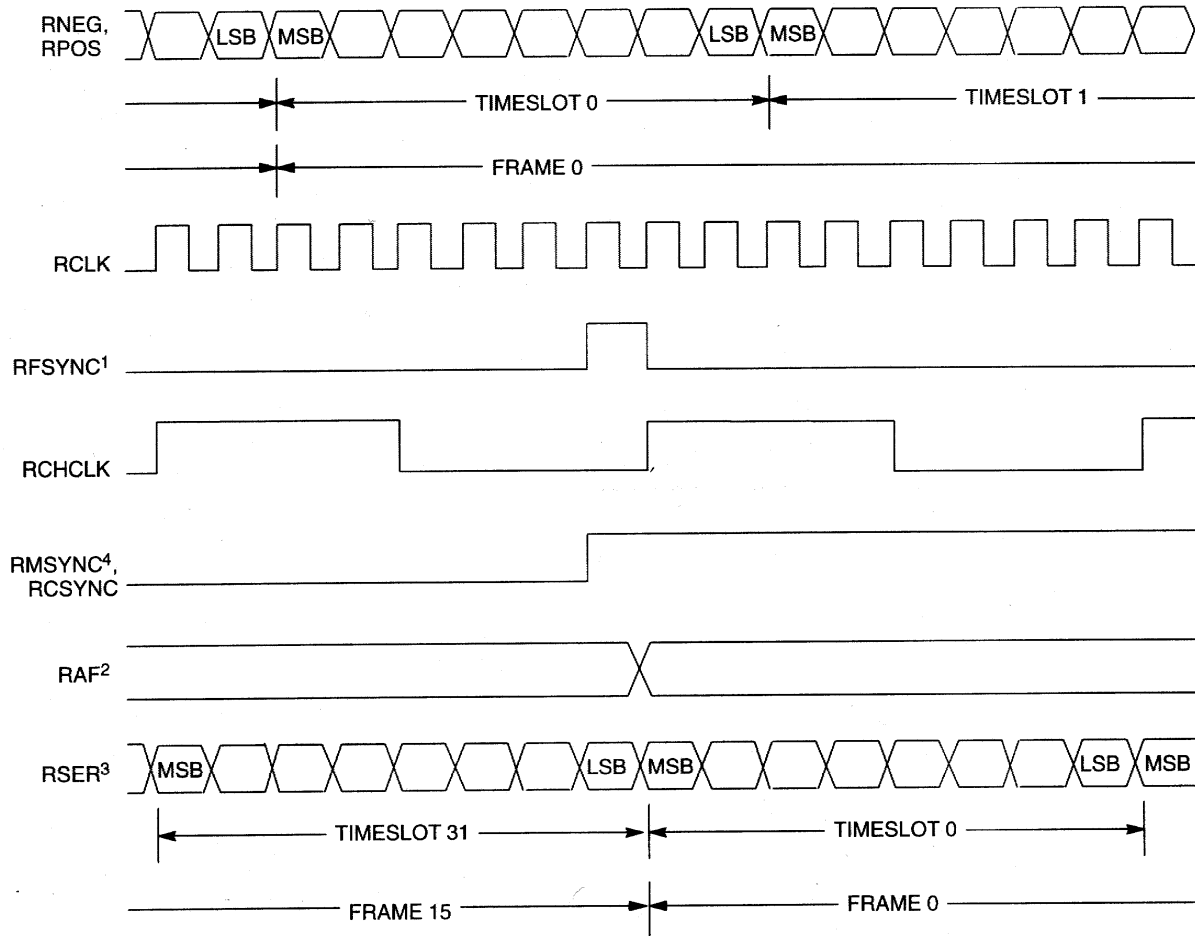 RNEG,
RPOS
LSB MSB LSB MSB
TIMESLOT 0 TIMESLOT 1
FRAME 0
RCLK
RFSYNC¹
RCHCLK
RMSYNC⁴,
RCSYNC
RAF²
RSER³
MSB LSB MSB LSB MSB
TIMESLOT 31 TIMESLOT 0
FRAME 15 FRAME 0